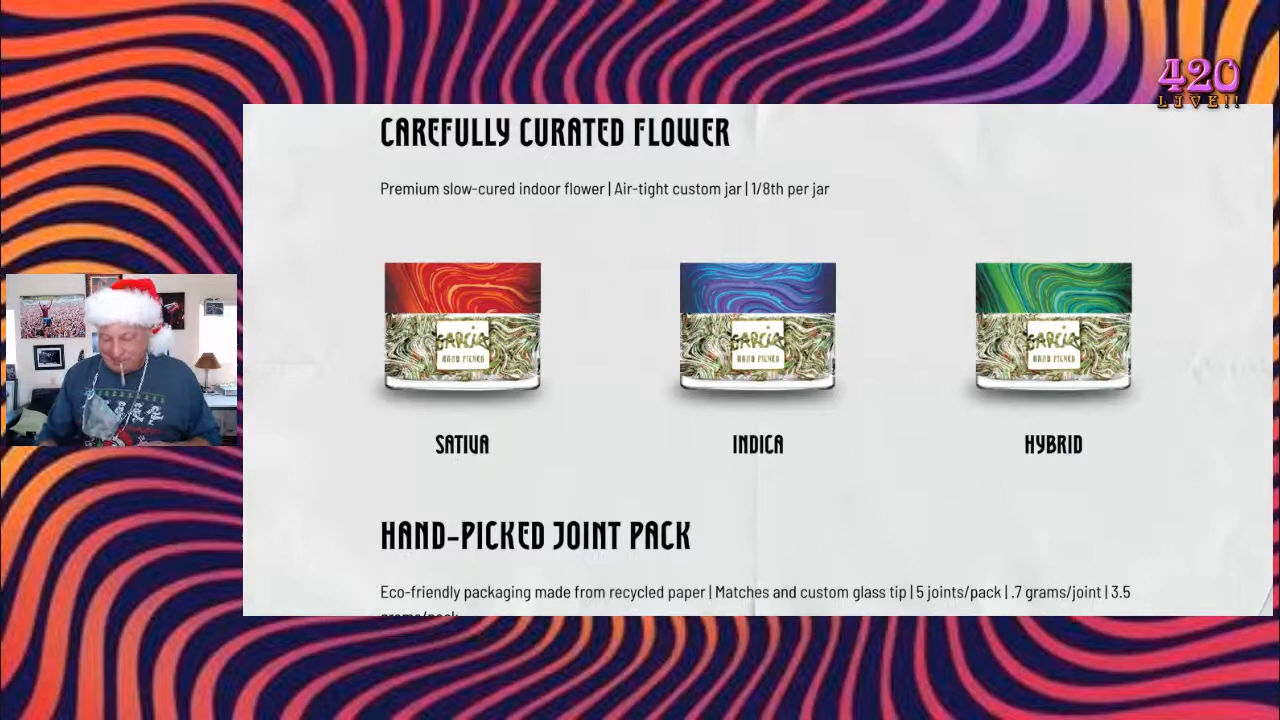 420
LIVE!!
CAREFULLY CURATED FLOWER
Premium slow-cured indoor flower | Air-tight custom jar | 1/8th per jar
GARCIA
HAND PICKED
GARCIA
HAND PICKED
GARCIA
HAND PICKED
SATIVA
INDICA
HYBRID
HAND-PICKED JOINT PACK
Eco-friendly packaging made from recycled paper | Matches and custom glass tip | 5 joints/pack | .7 grams/joint | 3.5
grams/pack